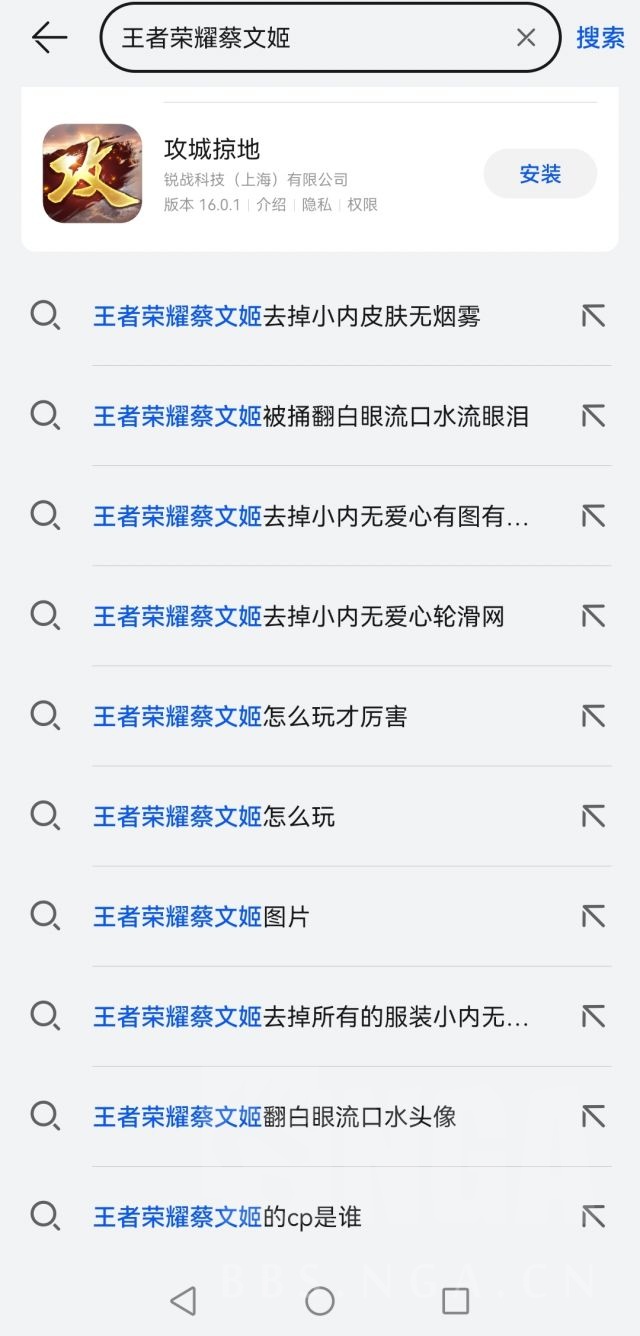 王者荣耀蔡文姬
搜索
攻
攻城掠地
锐战科技（上海）有限公司
安装
版本 16.0.1 | 介绍 | 隐私 | 权限
王者荣耀蔡文姬去掉小内皮肤无烟雾
王者荣耀蔡文姬被捅翻白眼流口水流眼泪
王者荣耀蔡文姬去掉小内无爱心有图有...
王者荣耀蔡文姬去掉小内无爱心轮滑网
王者荣耀蔡文姬怎么玩才厉害
王者荣耀蔡文姬怎么玩
王者荣耀蔡文姬图片
王者荣耀蔡文姬去掉所有的服装小内无...
王者荣耀蔡文姬翻白眼流口水头像
王者荣耀蔡文姬的cp是谁
BBS.NGA.CN